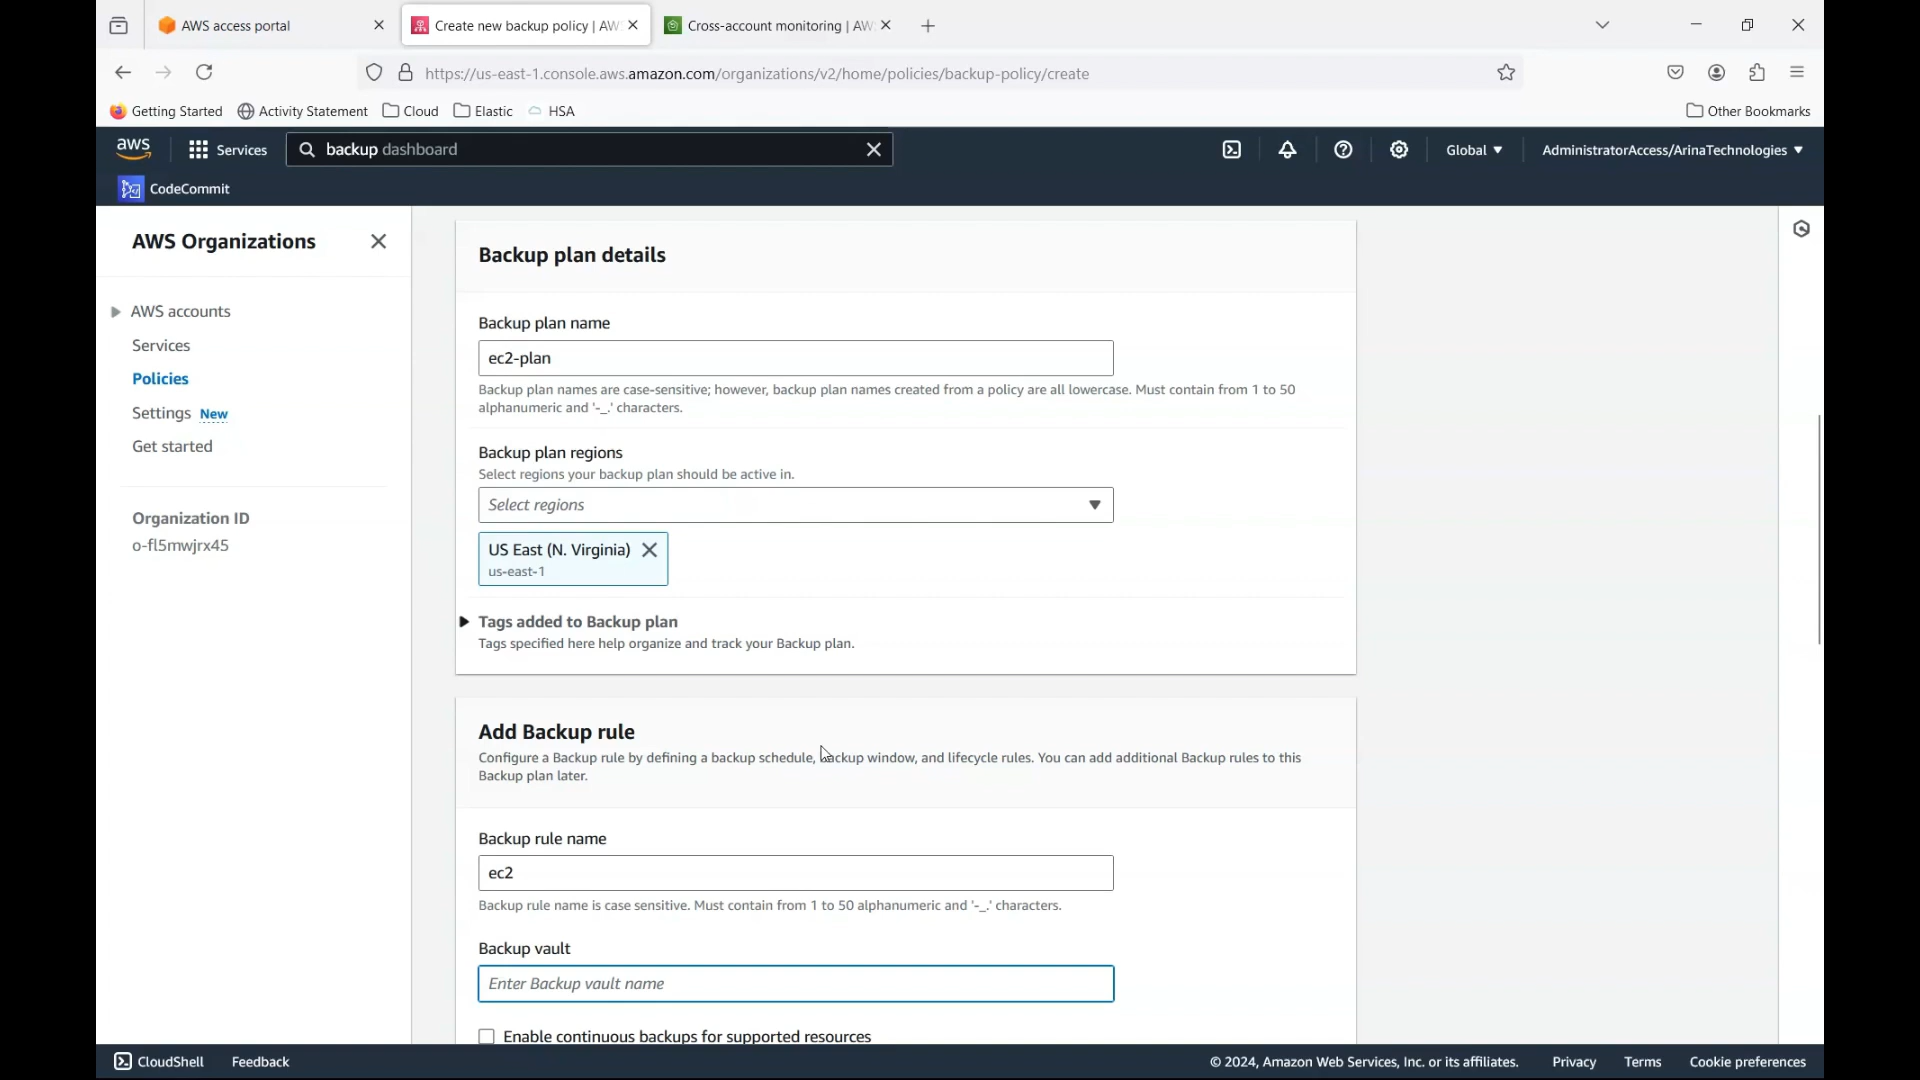 AWS access portal
Create new backup policy | AW
Cross-account monitoring | AW
https://us-east-1.console.aws.amazon.com/organizations/v2/home/policies/backup-policy/create
Getting Started
Activity Statement
Cloud
Elastic
HSA
Other Bookmarks
aws
Services
backup dashboard
Global
AdministratorAccess/ArinaTechnologies
CodeCommit
AWS Organizations
AWS accounts
Services
Policies
Settings New
Get started
Organization ID
o-fl5mwjrx45
Backup plan details
Backup plan name
ec2-plan
Backup plan names are case-sensitive; however, backup plan names created from a policy are all lowercase. Must contain from 1 to 50
alphanumeric and '-_.' characters.
Backup plan regions
Select regions your backup plan should be active in.
Select regions
US East (N. Virginia)
us-east-1
Tags added to Backup plan
Tags specified here help organize and track your Backup plan.
Add Backup rule
Configure a Backup rule by defining a backup schedule, backup window, and lifecycle rules. You can add additional Backup rules to this
Backup plan later.
Backup rule name
ec2
Backup rule name is case sensitive. Must contain from 1 to 50 alphanumeric and '-_.' characters.
Backup vault
Enter Backup vault name
Enable continuous backups for supported resources
CloudShell
Feedback
© 2024, Amazon Web Services, Inc. or its affiliates.
Privacy
Terms
Cookie preferences